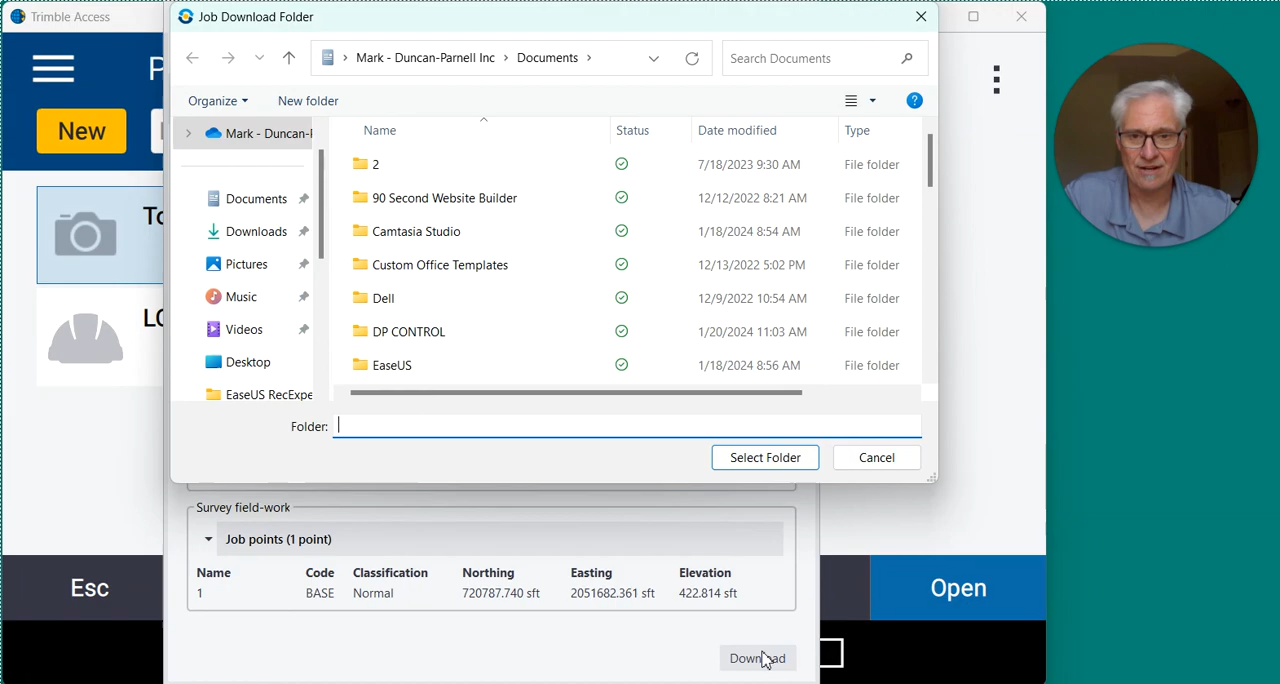 Trimble Access
Job Download Folder
Mark - Duncan-Parnell Inc > Documents >
Search Documents
Organize
New folder
New
Name
Status
Date modified
Type
Mark - Duncan-
2
7/18/2023 9:30 AM
File folder
Documents
90 Second Website Builder
12/12/2022 8:21 AM
File folder
Downloads
Camtasia Studio
1/18/2024 8:54 AM
File folder
Pictures
Custom Office Templates
12/13/2022 5:02 PM
File folder
Music
Dell
12/9/2022 10:54 AM
File folder
Videos
DP CONTROL
1/20/2024 11:03 AM
File folder
Desktop
EaseUS
1/18/2024 8:56 AM
File folder
EaseUS RecExpe
Folder:
Select Folder
Cancel
Survey field-work
Job points (1 point)
Name Code Classification Northing Easting Elevation
1 BASE Normal 720787.740 sft 2051682.361 sft 422.814 sft
Esc
Open
Download